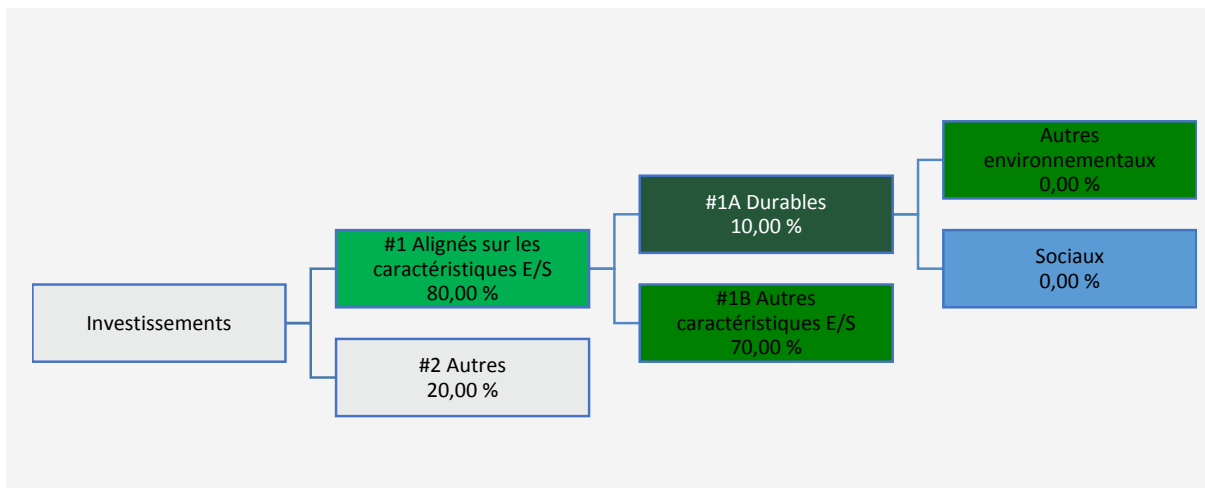 Investissements
#1 Alignés sur les
caractéristiques E/S
80,00 %
#2 Autres
20,00 %
#1A Durables
10,00 %
#1B Autres
caractéristiques E/S
70,00 %
Autres
environnementaux
0,00 %
Sociaux
0,00 %